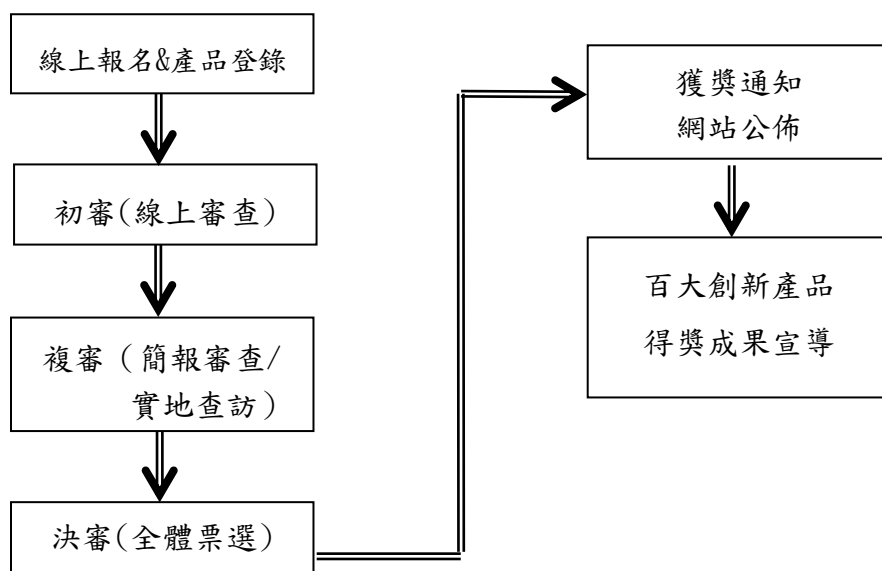 線上報名&產品登錄
初審(線上審查)
複審（簡報審查/
實地查訪）
決審(全體票選)
獲獎通知
網站公佈
百大創新產品
得獎成果宣導